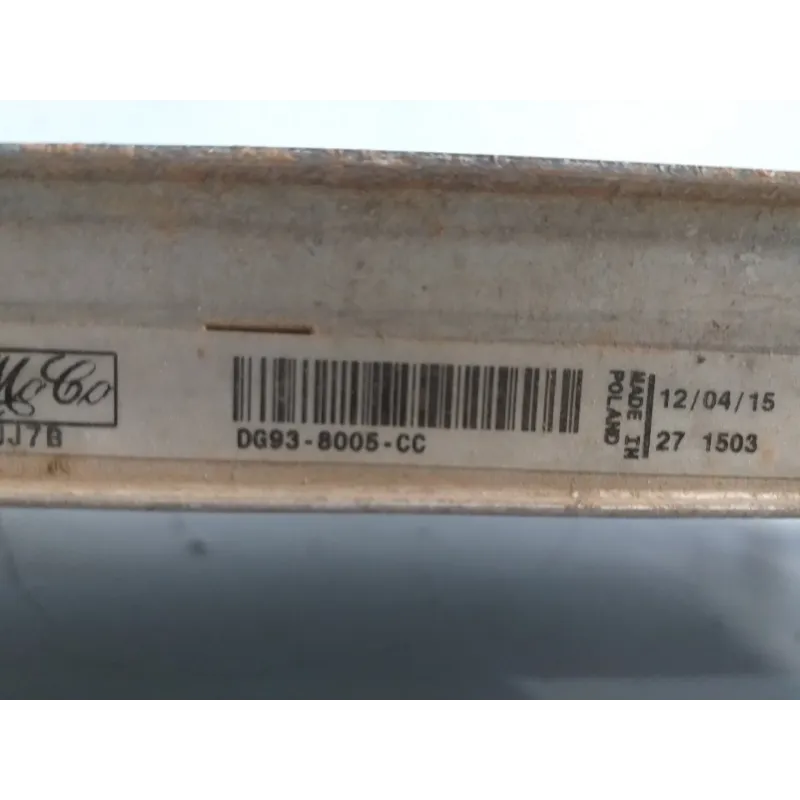 MoCo
JJ7B
DG93-8005-CC
MADE IN
POLAND
12/04/15
27 1503